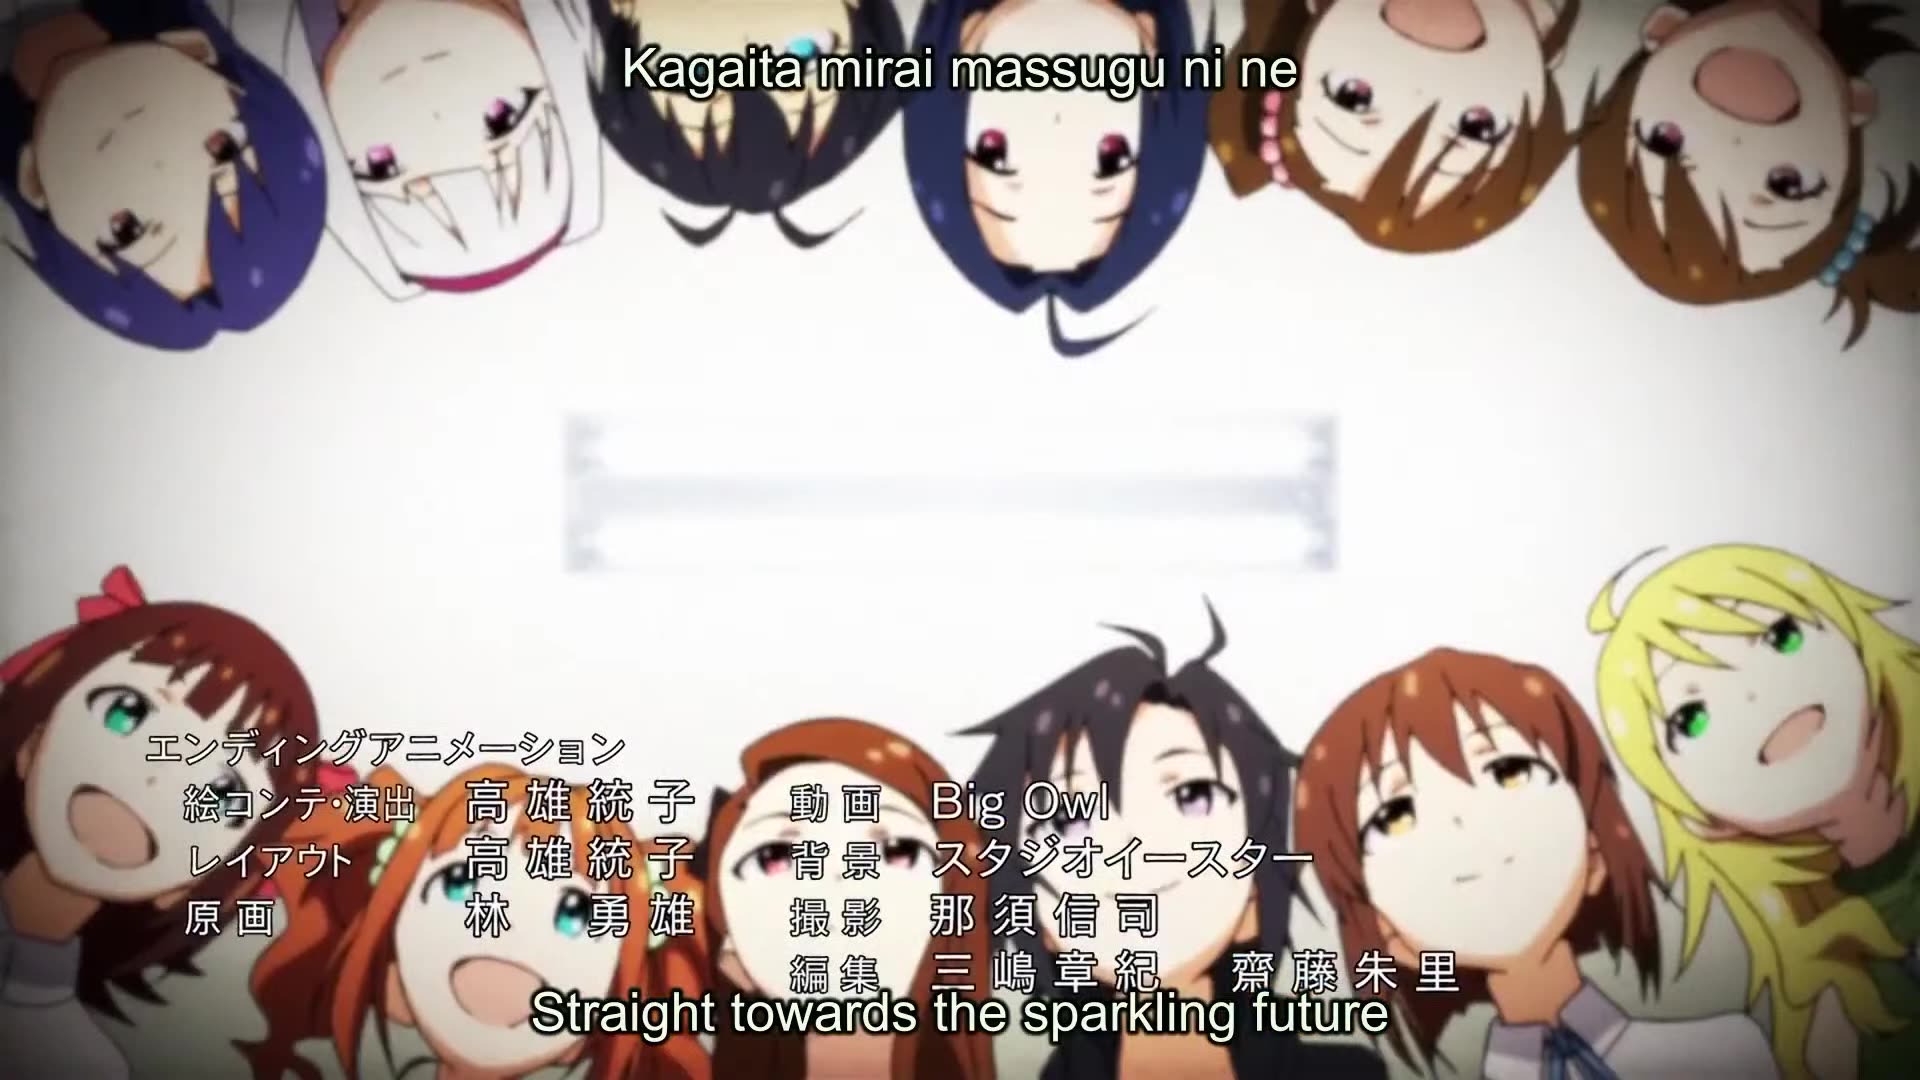 Kagaita mirai massugu ni ne
エンディングアニメーション
絵コンテ・演出 高雄統子 動画 Big Owl
レイアウト 高雄統子 背景 スタジオイースター
原画 林 勇雄 撮影 那須信司
編集 三嶋章紀 齋藤朱里
Straight towards the sparkling future